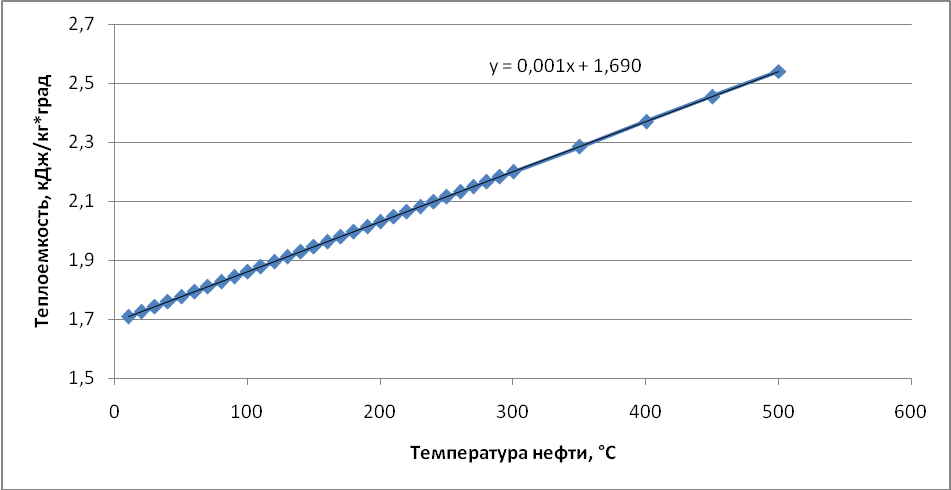 2,7
2,5
2,3
2,1
1,9
1,7
1,5
Теплоемкость, кДж/кг*град
y = 0,001x + 1,690
0 100 200 300 400 500 600
Температура нефти, °С